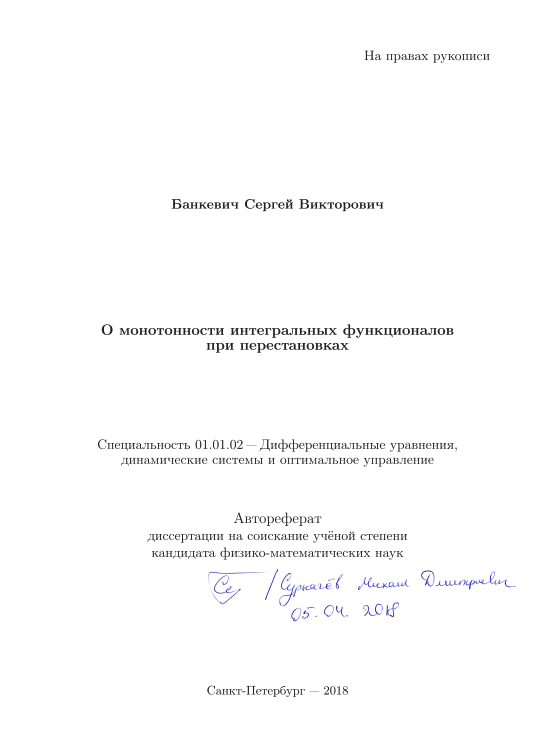 На правах рукописи
Банкевич Сергей Викторович
О монотонности интегральных функционалов
при перестановках
Специальность 01.01.02 — Дифференциальные уравнения,
динамические системы и оптимальное управление
Автореферат
диссертации на соискание учёной степени
кандидата физико-математических наук
/ Сурначёв Михаил Дмитриевич
05.04.2018
Санкт-Петербург — 2018